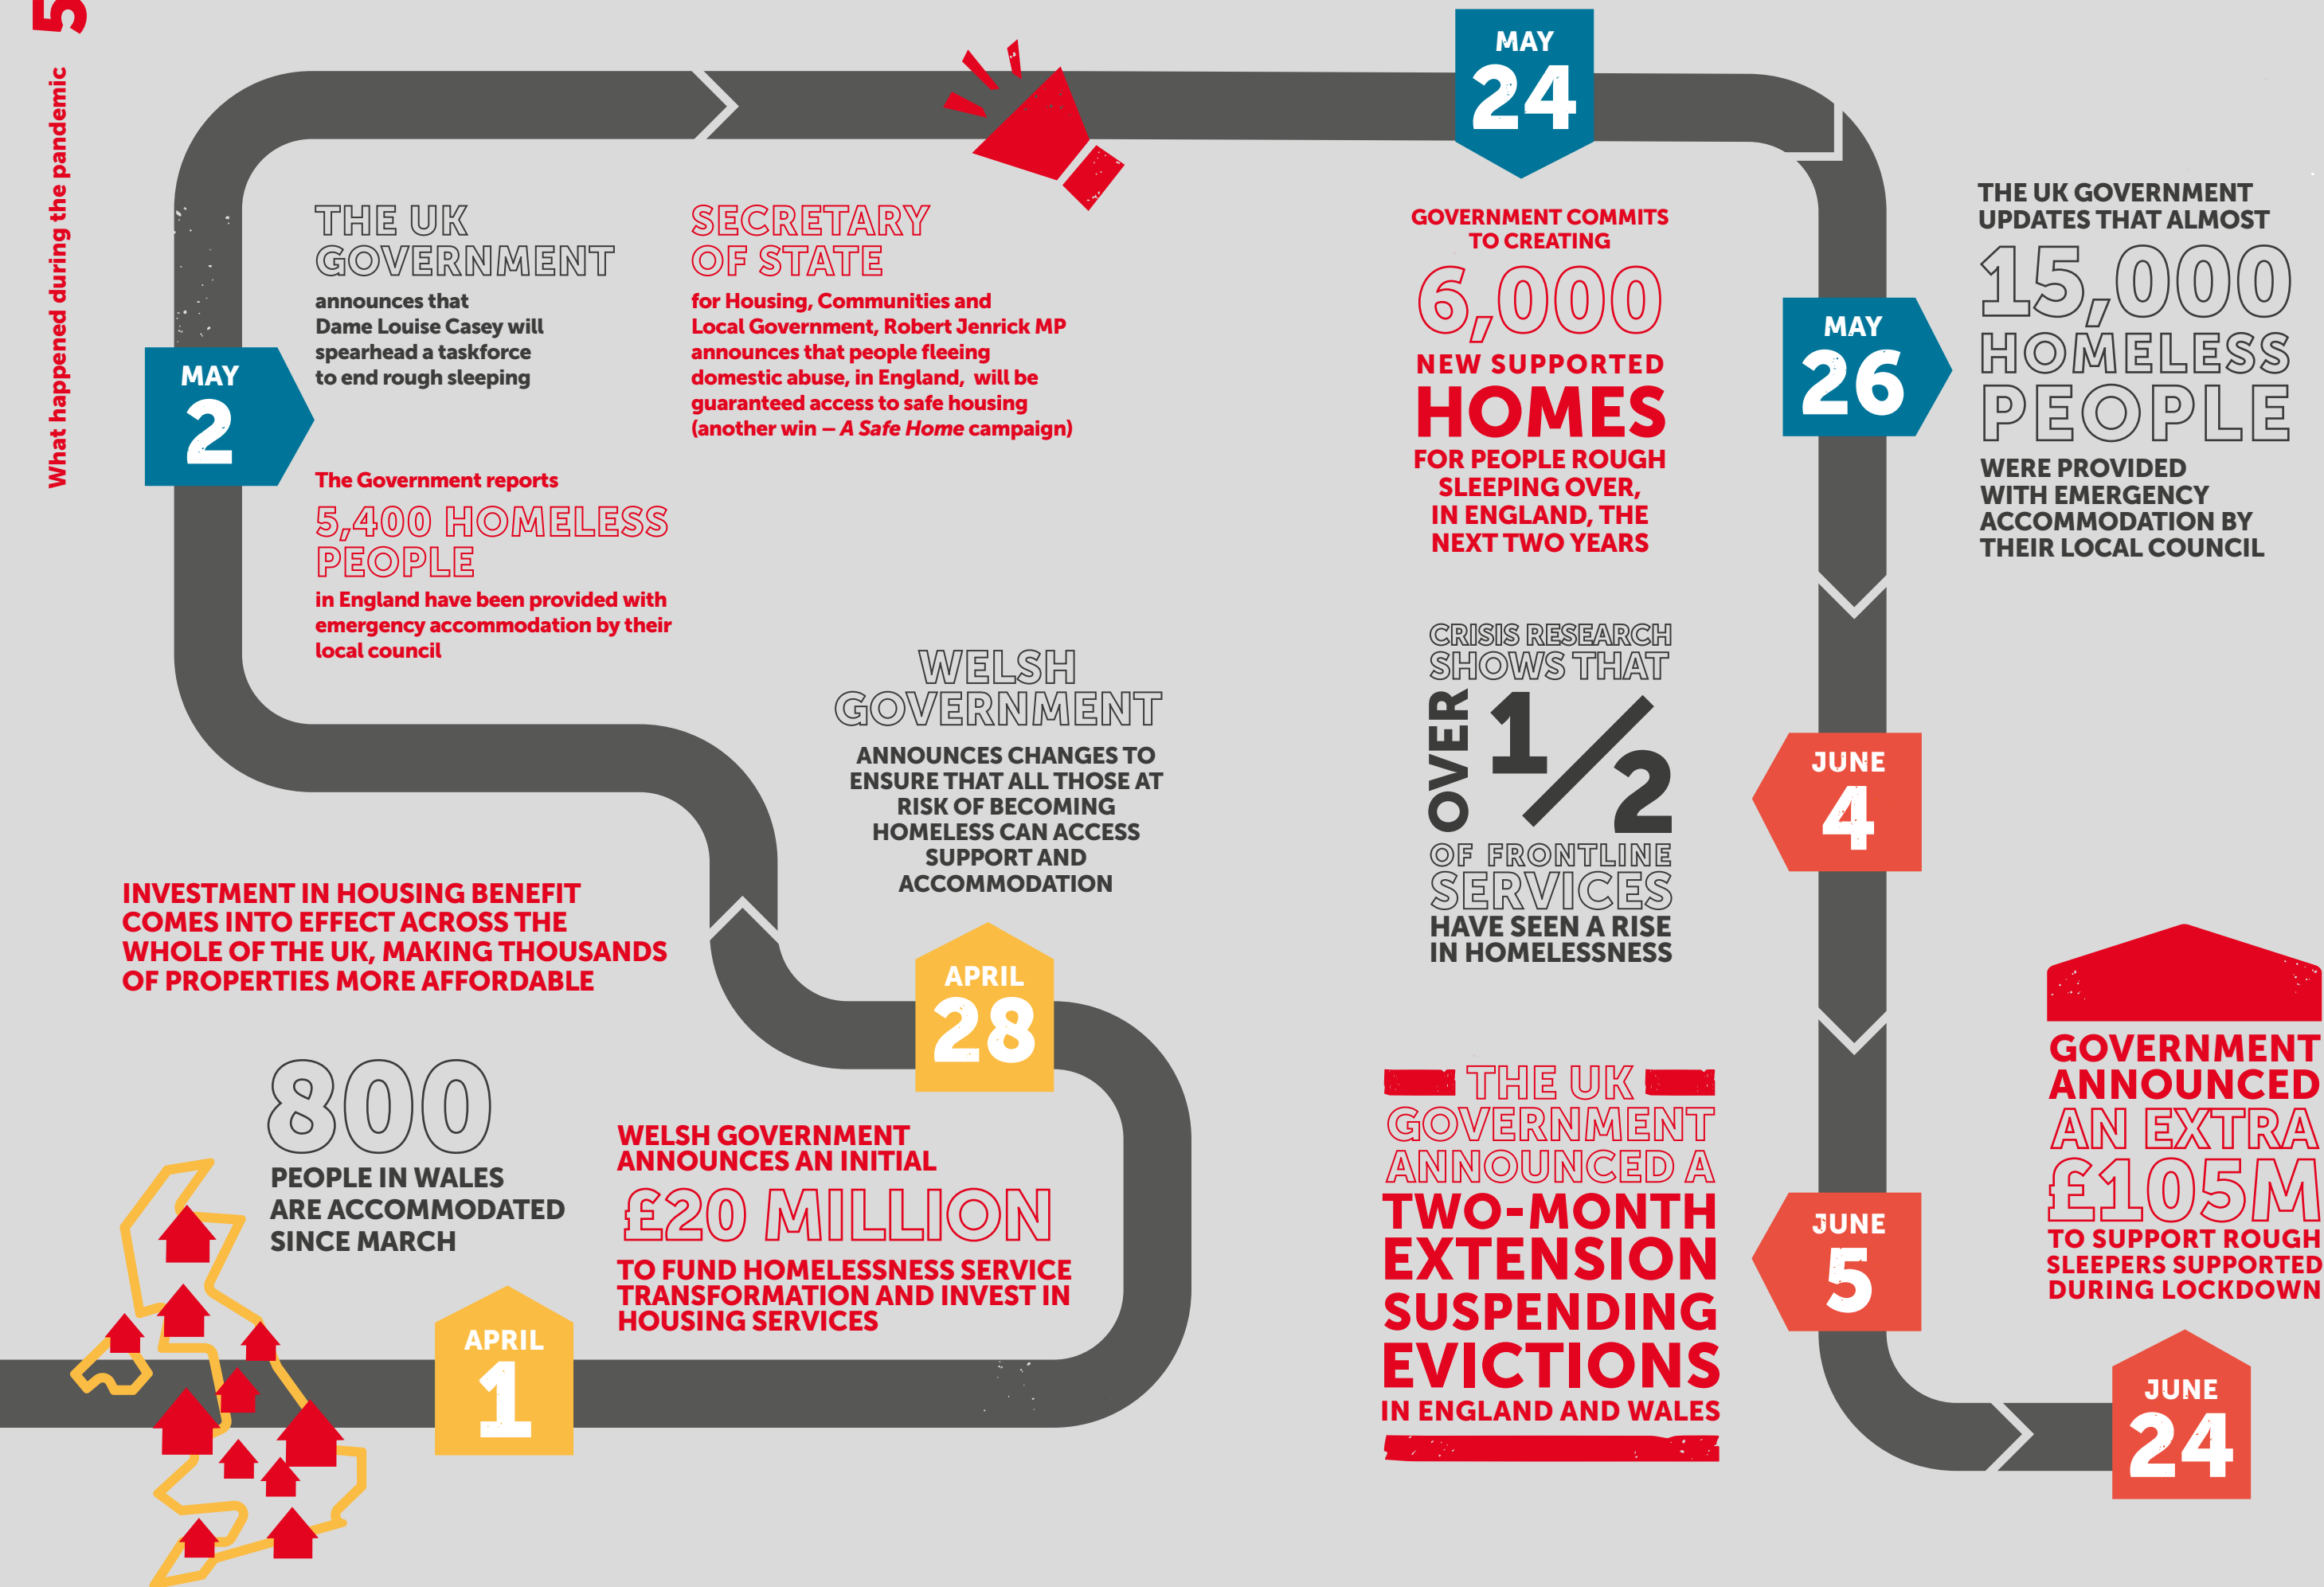 5
What happened during the pandemic
INVESTMENT IN HOUSING BENEFIT
COMES INTO EFFECT ACROSS THE
WHOLE OF THE UK, MAKING THOUSANDS
OF PROPERTIES MORE AFFORDABLE
800
PEOPLE IN WALES
ARE ACCOMMODATED
SINCE MARCH
APRIL
1
WELSH GOVERNMENT
ANNOUNCES AN INITIAL
£20 MILLION
TO FUND HOMELESSNESS SERVICE
TRANSFORMATION AND INVEST IN
HOUSING SERVICES
WELSH
GOVERNMENT
ANNOUNCES CHANGES TO
ENSURE THAT ALL THOSE AT
RISK OF BECOMING
HOMELESS CAN ACCESS
SUPPORT AND
ACCOMMODATION
APRIL
28
MAY
2
THE UK
GOVERNMENT
announces that
Dame Louise Casey will
spearhead a taskforce
to end rough sleeping
The Government reports
5,400 HOMELESS
PEOPLE
in England have been provided with
emergency accommodation by their
local council
SECRETARY
OF STATE
for Housing, Communities and
Local Government, Robert Jenrick MP
announces that people fleeing
domestic abuse, in England, will be
guaranteed access to safe housing
(another win – A Safe Home campaign)
MAY
24
GOVERNMENT COMMITS
TO CREATING
6,000
NEW SUPPORTED
HOMES
FOR PEOPLE ROUGH
SLEEPING OVER,
IN ENGLAND, THE
NEXT TWO YEARS
MAY
26
THE UK GOVERNMENT
UPDATES THAT ALMOST
15,000
HOMELESS
PEOPLE
WERE PROVIDED
WITH EMERGENCY
ACCOMMODATION BY
THEIR LOCAL COUNCIL
CRISIS RESEARCH
SHOWS THAT
OVER 1/2
OF FRONTLINE
SERVICES
HAVE SEEN A RISE
IN HOMELESSNESS
JUNE
4
THE UK
GOVERNMENT
ANNOUNCED A
TWO-MONTH
EXTENSION
SUSPENDING
EVICTIONS
IN ENGLAND AND WALES
JUNE
5
GOVERNMENT
ANNOUNCED
AN EXTRA
£105M
TO SUPPORT ROUGH
SLEEPERS SUPPORTED
DURING LOCKDOWN
JUNE
24